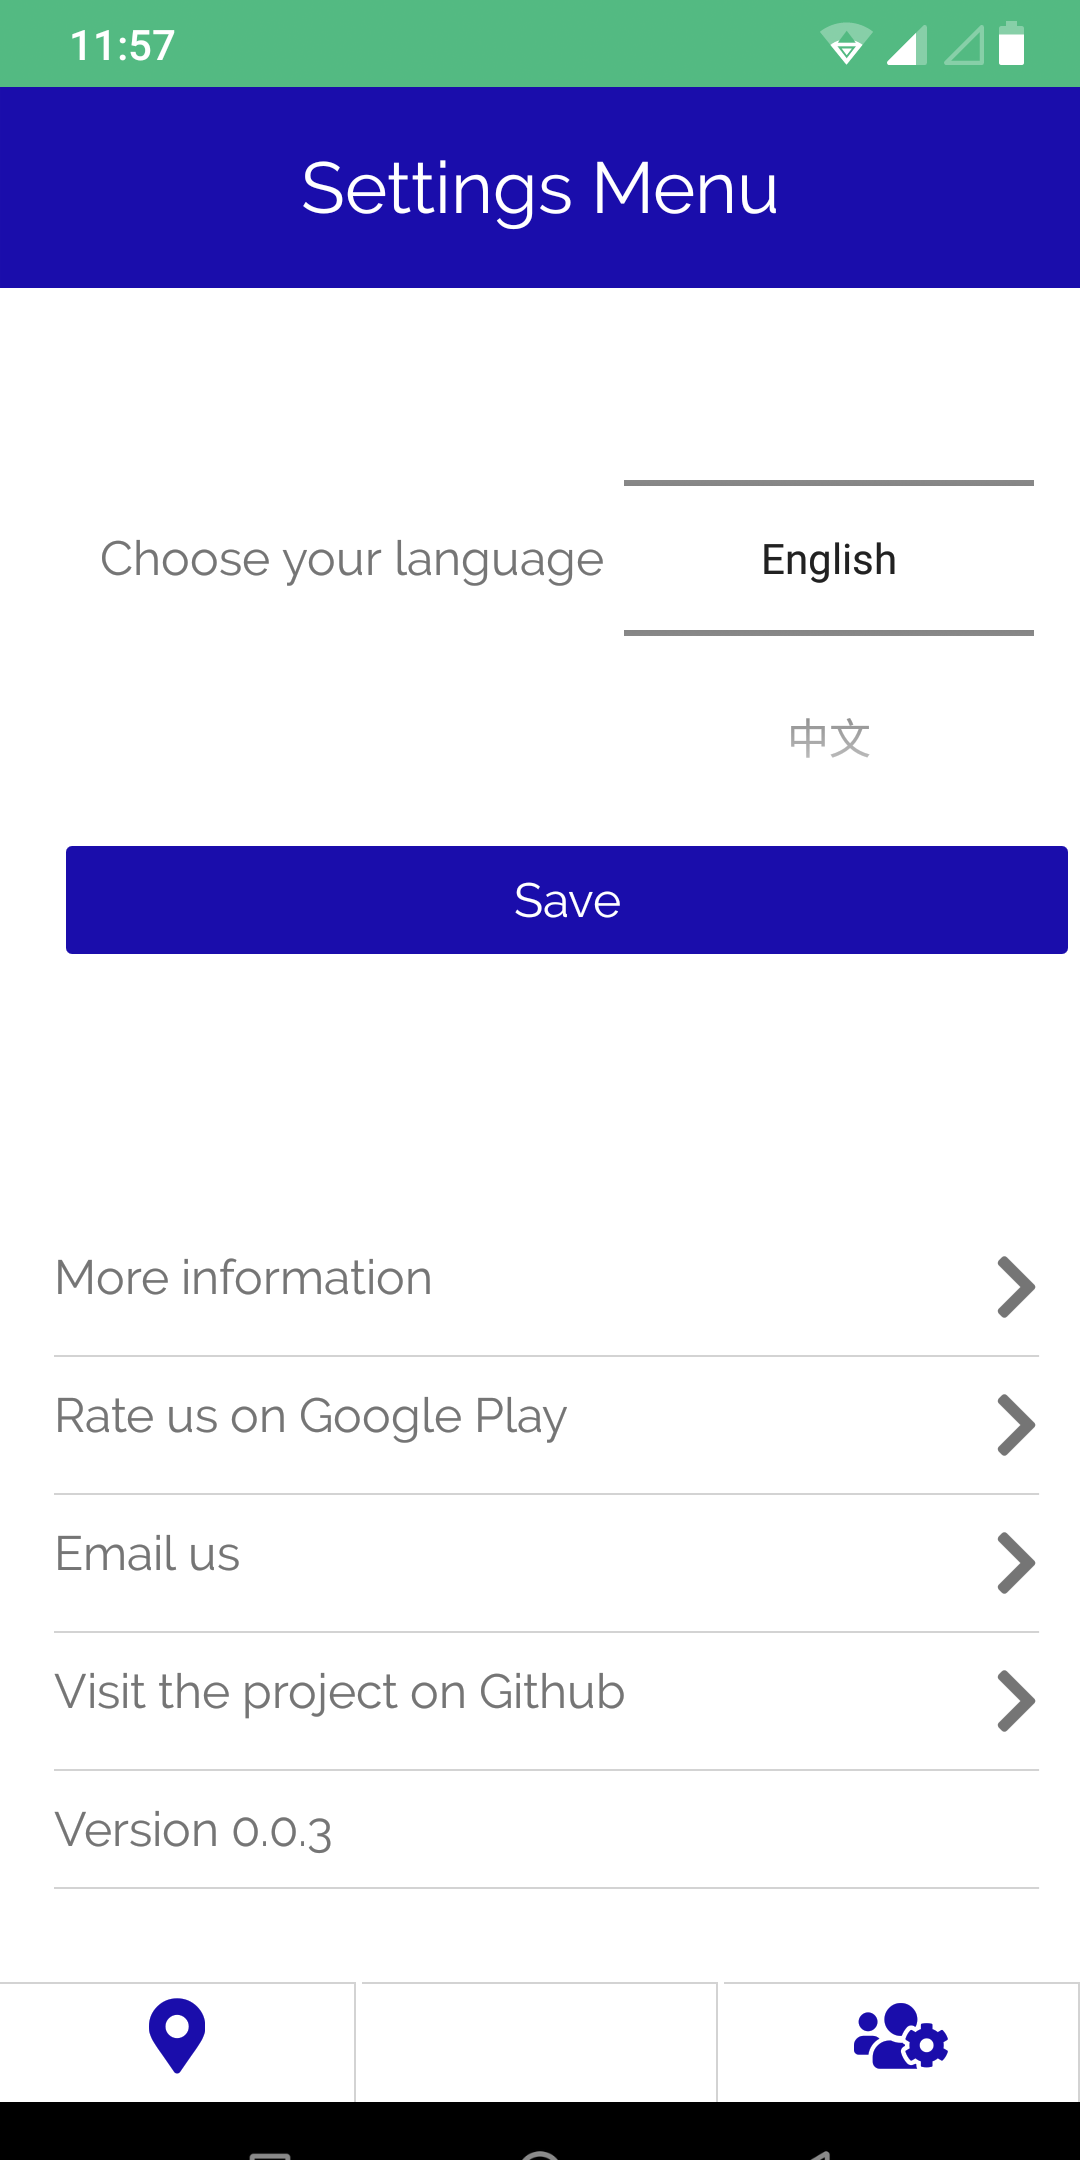 11:57
Settings Menu
Choose your language
English
中文
Save
More information
Rate us on Google Play
Email us
Visit the project on Github
Version 0.0.3